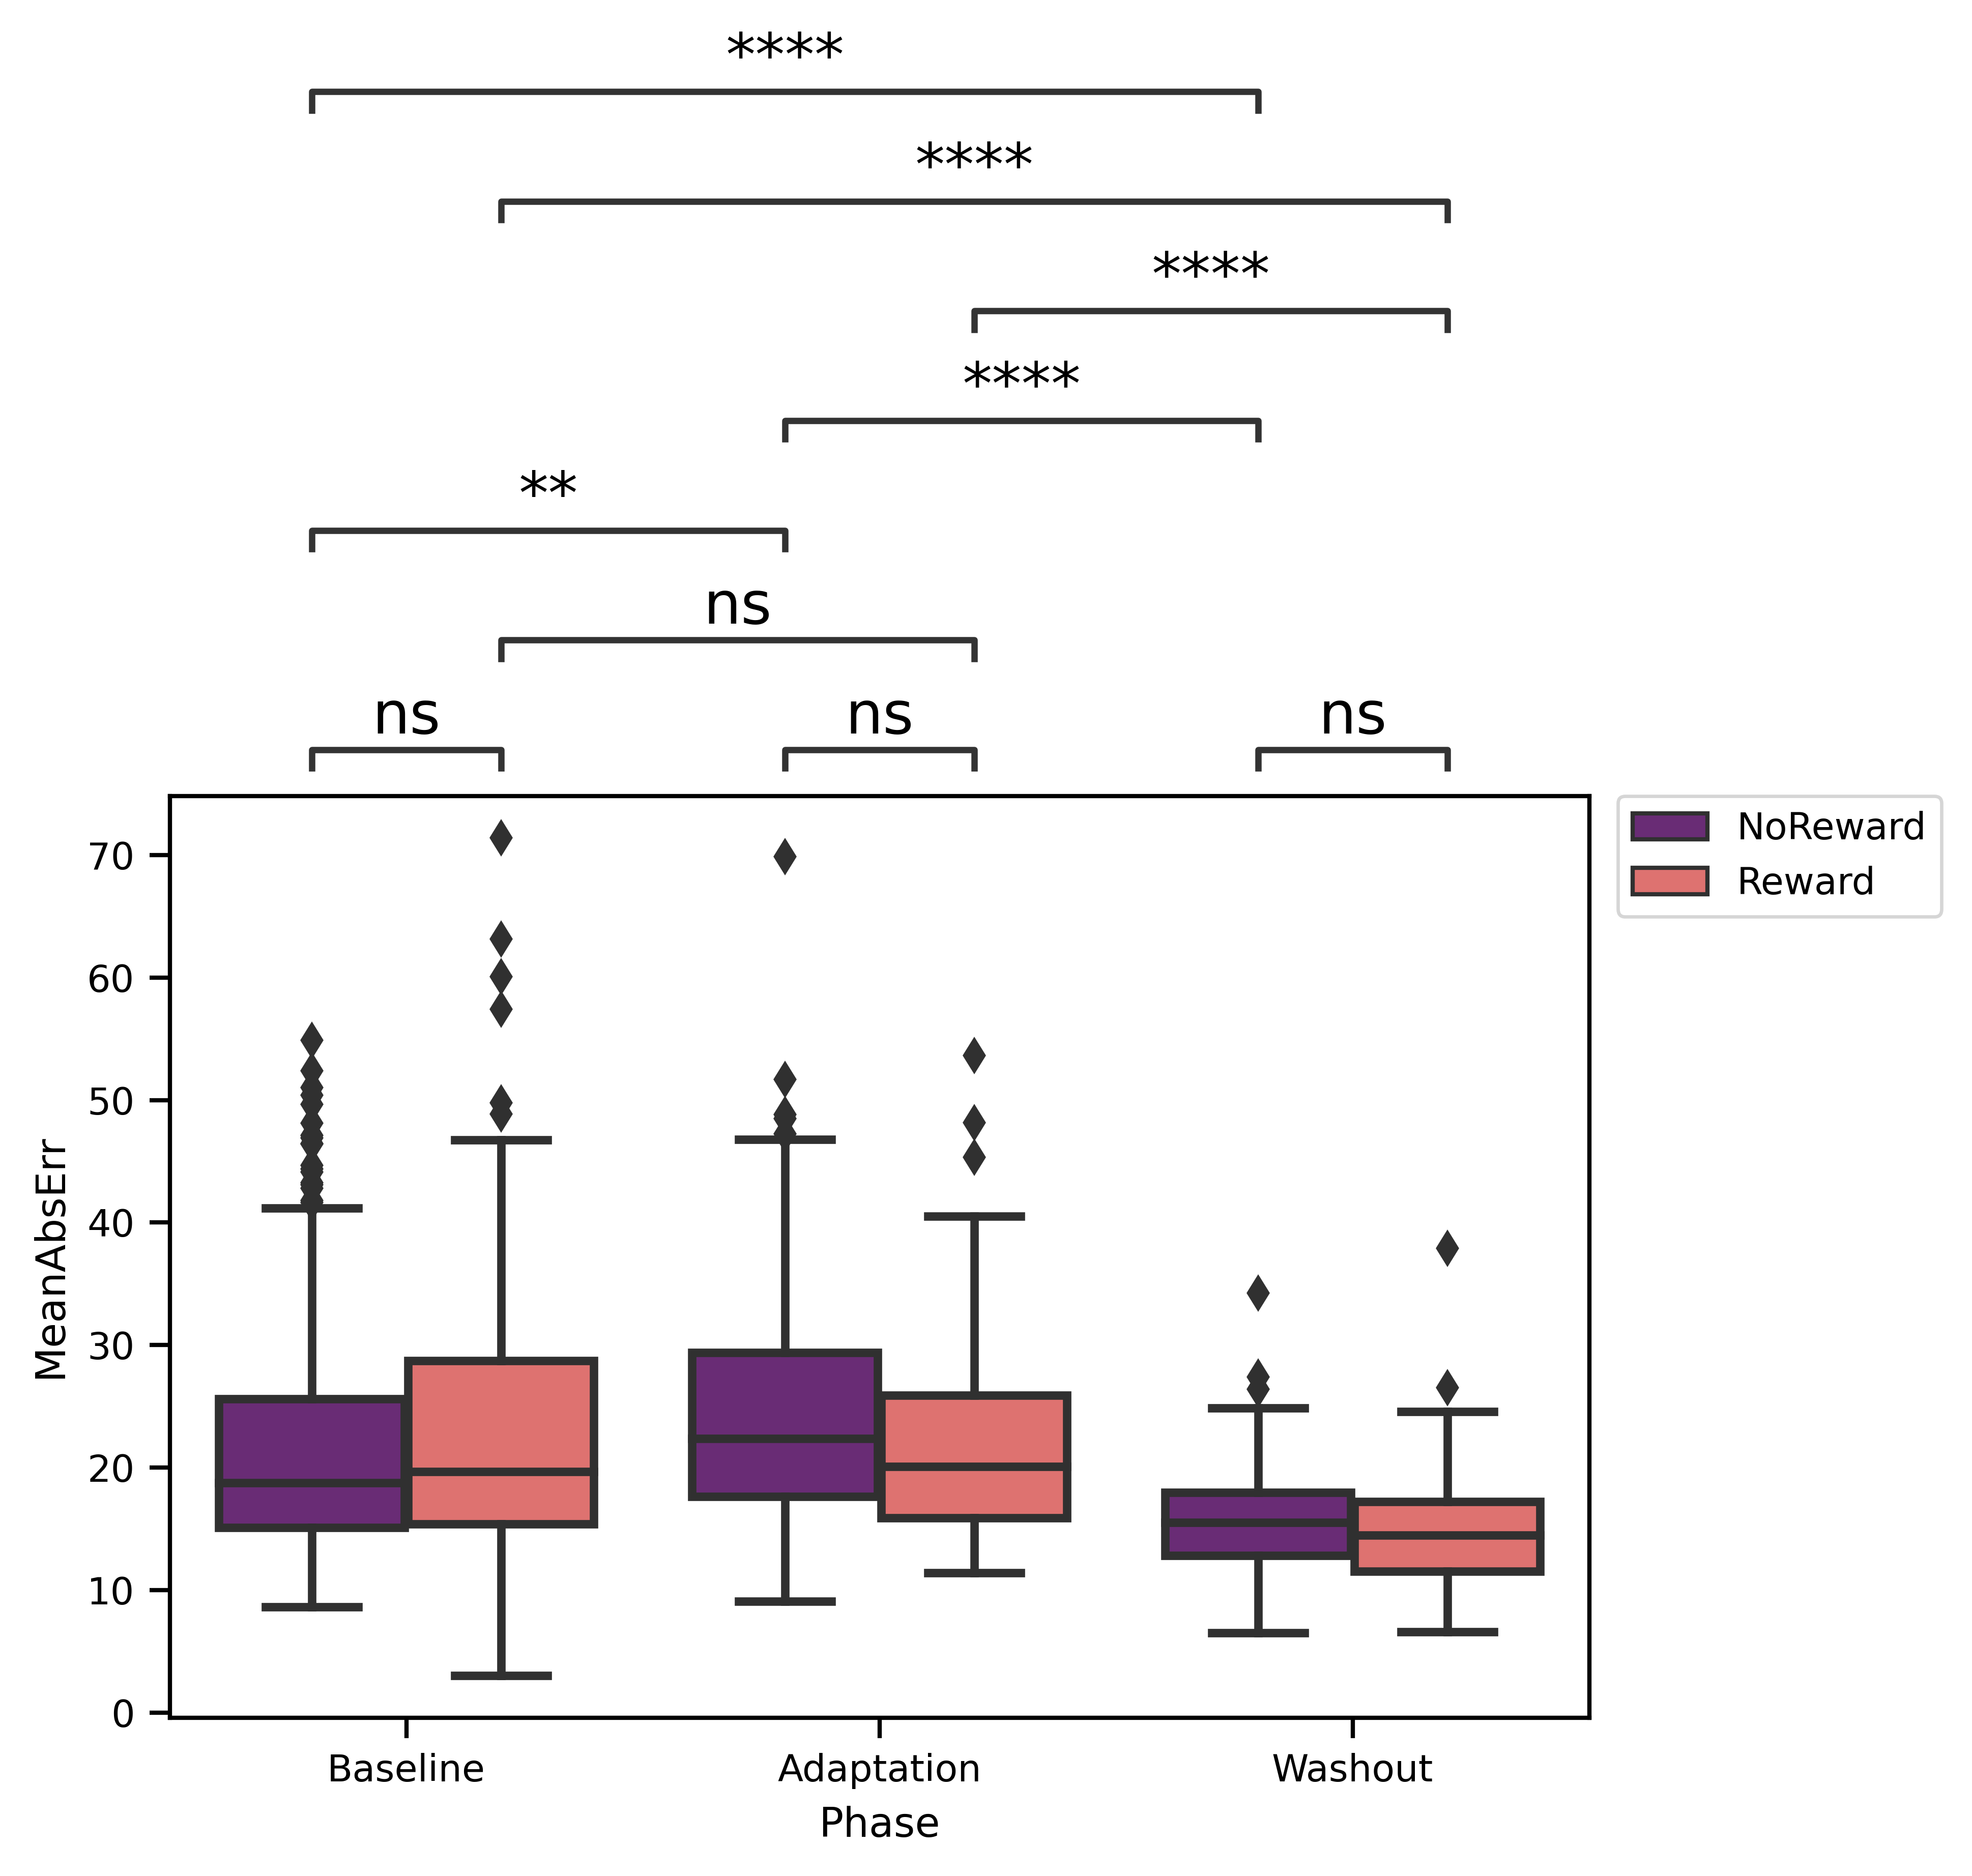 ****
****
****
****
**
ns
ns ns ns
NoReward
Reward
70
60
50
40
30
20
10
0
MeanAbsErr
Baseline Adaptation Washout
Phase